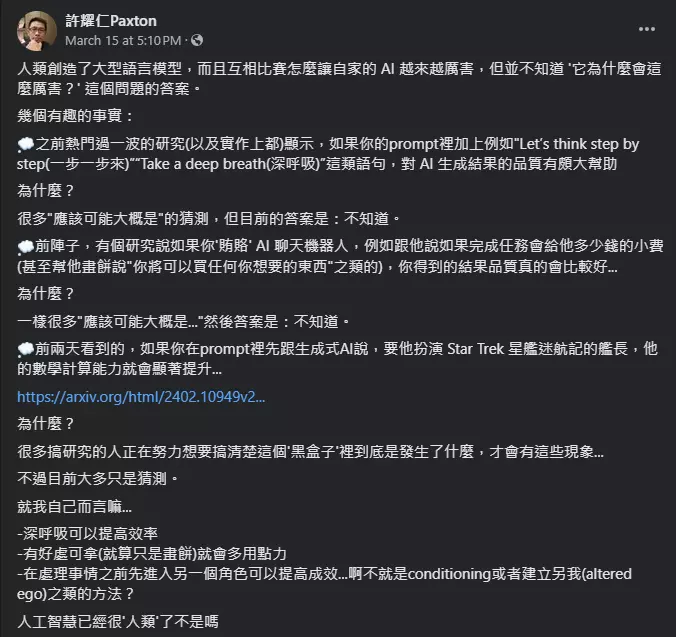 許耀仁Paxton
March 15 at 5:10 PM ·
人類創造了大型語言模型，而且互相比賽怎麼讓自家的 AI 越來越厲害，但並不知道 '它為什麼會這
麼厲害？' 這個問題的答案。
幾個有趣的事實：
💭之前熱門過一波的研究(以及實作上都)顯示，如果你的prompt裡加上例如"Let's think step by
step(一步一步來)""Take a deep breath(深呼吸)"這類語句，對 AI 生成結果的品質有頗大幫助
為什麼？
很多"應該可能大概是"的猜測，但目前的答案是：不知道。
💭前陣子，有個研究說如果你'賄賂' AI 聊天機器人，例如跟他說如果完成任務會給他多少錢的小費
(甚至幫他畫餅說"你將可以買任何你想要的東西"之類的)，你得到的結果品質真的會比較好...
為什麼？
一樣很多"應該可能大概是..."然後答案是：不知道。
💭前兩天看到的，如果你在prompt裡先跟生成式AI說，要他扮演 Star Trek 星艦迷航記的艦長，他
的數學計算能力就會顯著提升...
https://arxiv.org/html/2402.10949v2...
為什麼？
很多搞研究的人正在努力想要搞清楚這個'黑盒子'裡到底是發生了什麼，才會有這些現象...
不過目前大多只是猜測。
就我自己而言嘛...
-深呼吸可以提高效率
-有好處可拿(就算只是畫餅)就會多用點力
-在處理事情之前先進入另一個角色可以提高成效...啊不就是conditioning或者建立另我(altered
ego)之類的方法？
人工智慧已經很'人類'了不是嗎